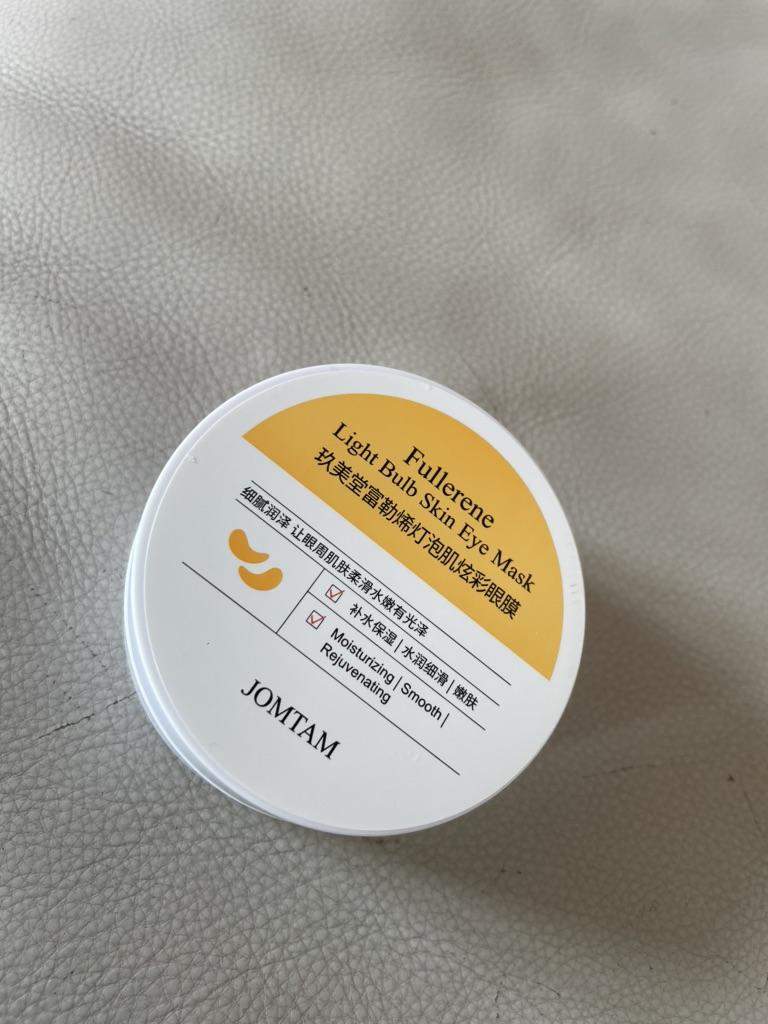 Fullerene
Light Bulb Skin Eye Mask
玖美堂富勒烯灯泡肌炫彩眼膜
细腻润泽 让眼周肌肤柔滑水嫩有光泽
补水保湿 | 水润细滑 | 嫩肤
Moisturizing | Smooth |
Rejuvenating
JOMTAM